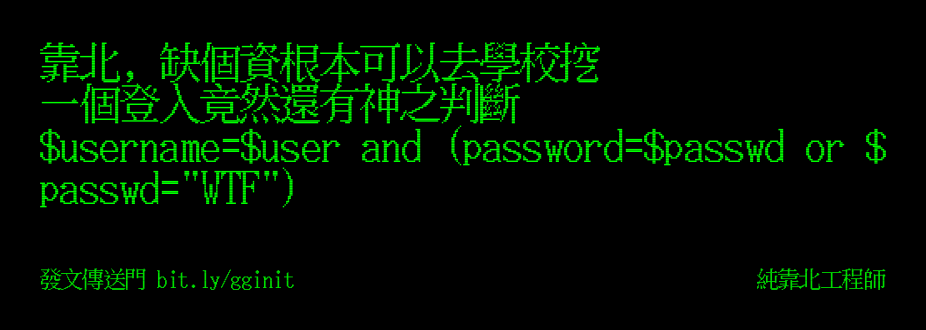 靠北, 缺個資根本可以去學校挖
一個登入竟然還有神之判斷
$username=$user and (password=$passwd or $
passwd="WTF")
發文傳送門 bit.ly/gginit
純靠北工程師